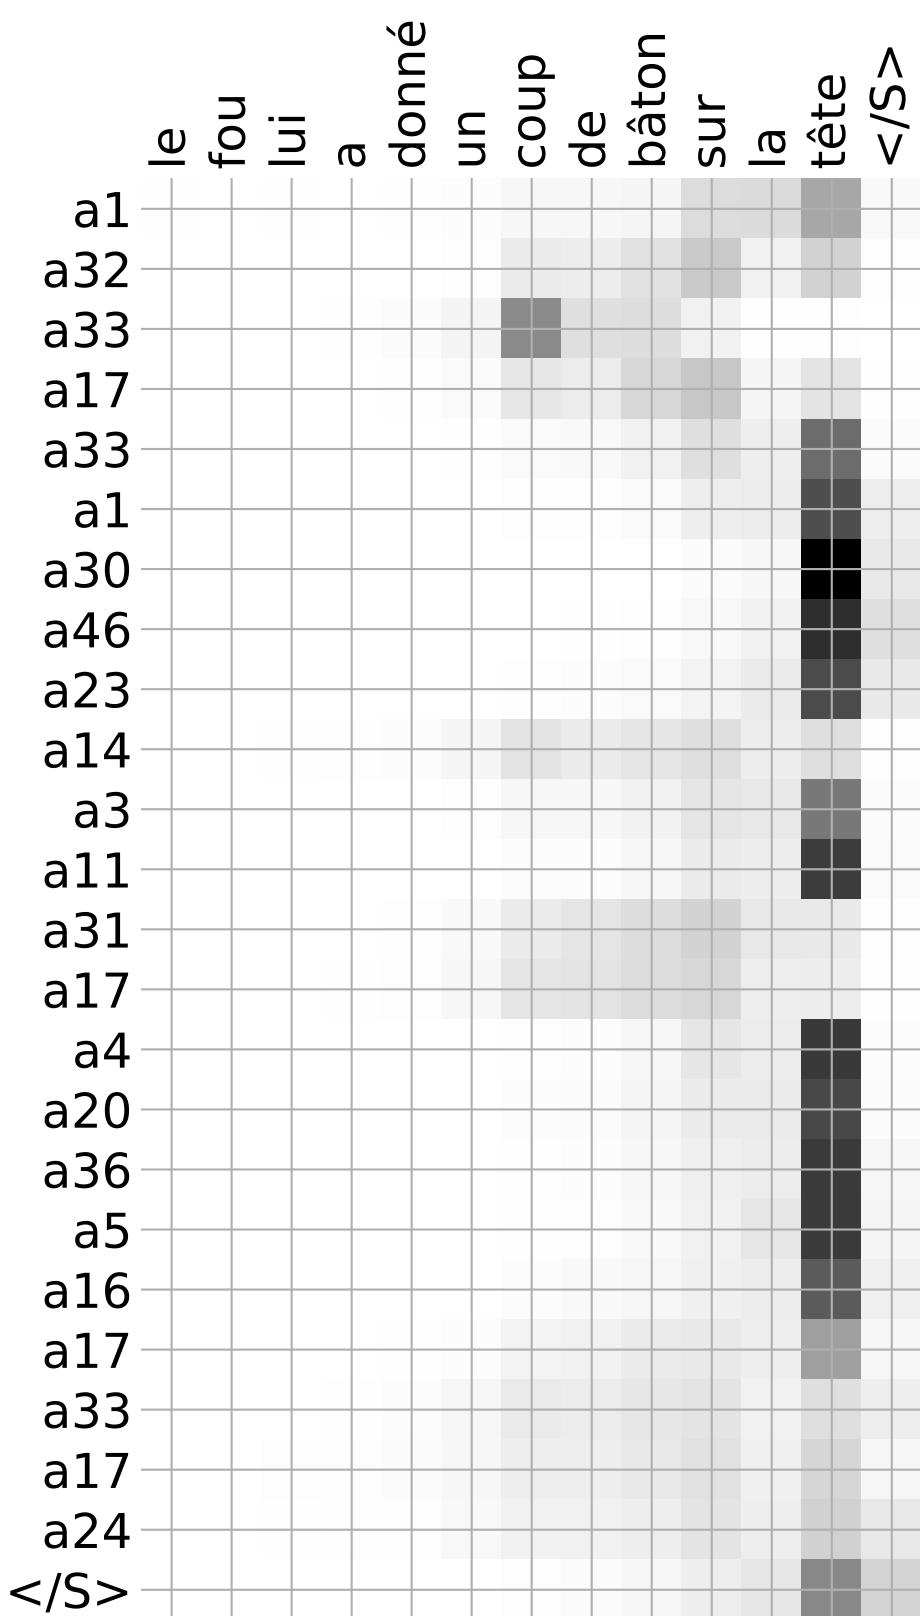 le fou lui a donné un coup de bâton sur la tête </S>
a1
a32
a33
a17
a33
a1
a30
a46
a23
a14
a3
a11
a31
a17
a4
a20
a36
a5
a16
a17
a33
a17
a24
</S>